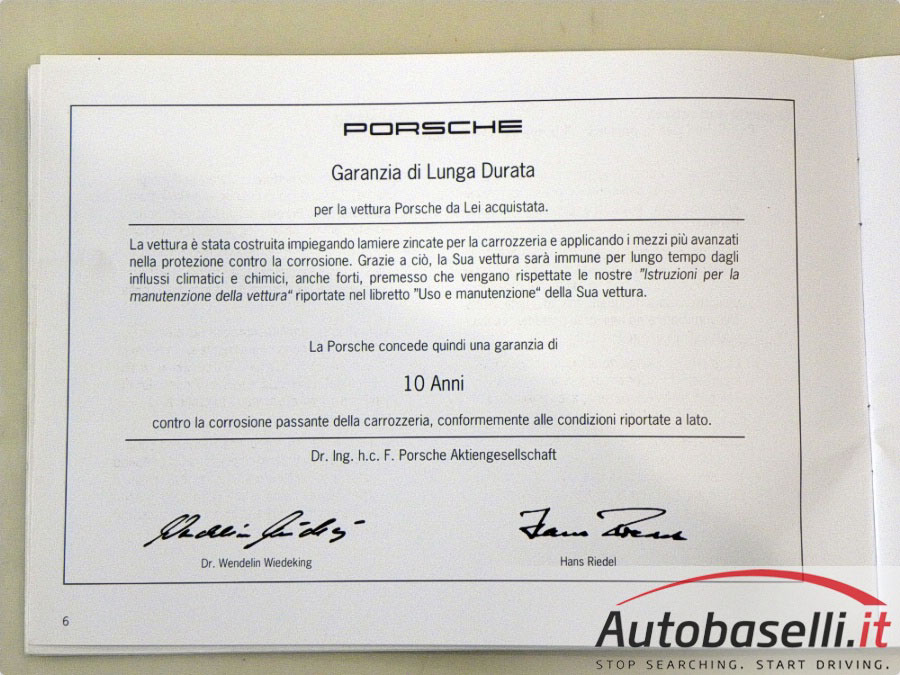 PORSCHE
Garanzia di Lunga Durata
per la vettura Porsche da Lei acquistata.
La vettura è stata costruita impiegando lamiere zincate per la carrozzeria e applicando i mezzi più avanzati
nella protezione contro la corrosione. Grazie a ciò, la Sua vettura sarà immune per lungo tempo dagli
influssi climatici e chimici, anche forti, premesso che vengano rispettate le nostre "Istruzioni per la
manutenzione della vettura“ riportate nel libretto "Uso e manutenzione“ della Sua vettura.
La Porsche concede quindi una garanzia di
10 Anni
contro la corrosione passante della carrozzeria, conformemente alle condizioni riportate a lato.
Dr. Ing. h.c. F. Porsche Aktiengesellschaft
Wendelin Wiedeking Hans Riedel
Dr. Wendelin Wiedeking Hans Riedel
6
Autobaselli.it
STOP SEARCHING. START DRIVING.